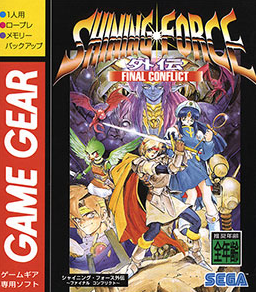 1人用
ロープレ
メモリー
バックアップ
SHINING FORCE
外伝
FINAL CONFLICT
GAME GEAR
ゲームギア
専用ソフト
シャイニング・フォース外伝
～ファイナル コンフリクト～
推奨年齢
全年齢
SEGA